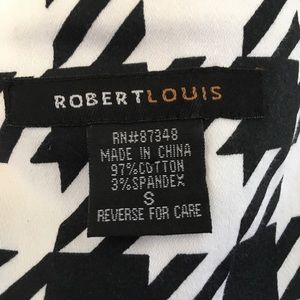 ROBERTLOUIS
RN#87348
MADE IN CHINA
97%COTTON
3%SPANDEX
S
REVERSE FOR CARE